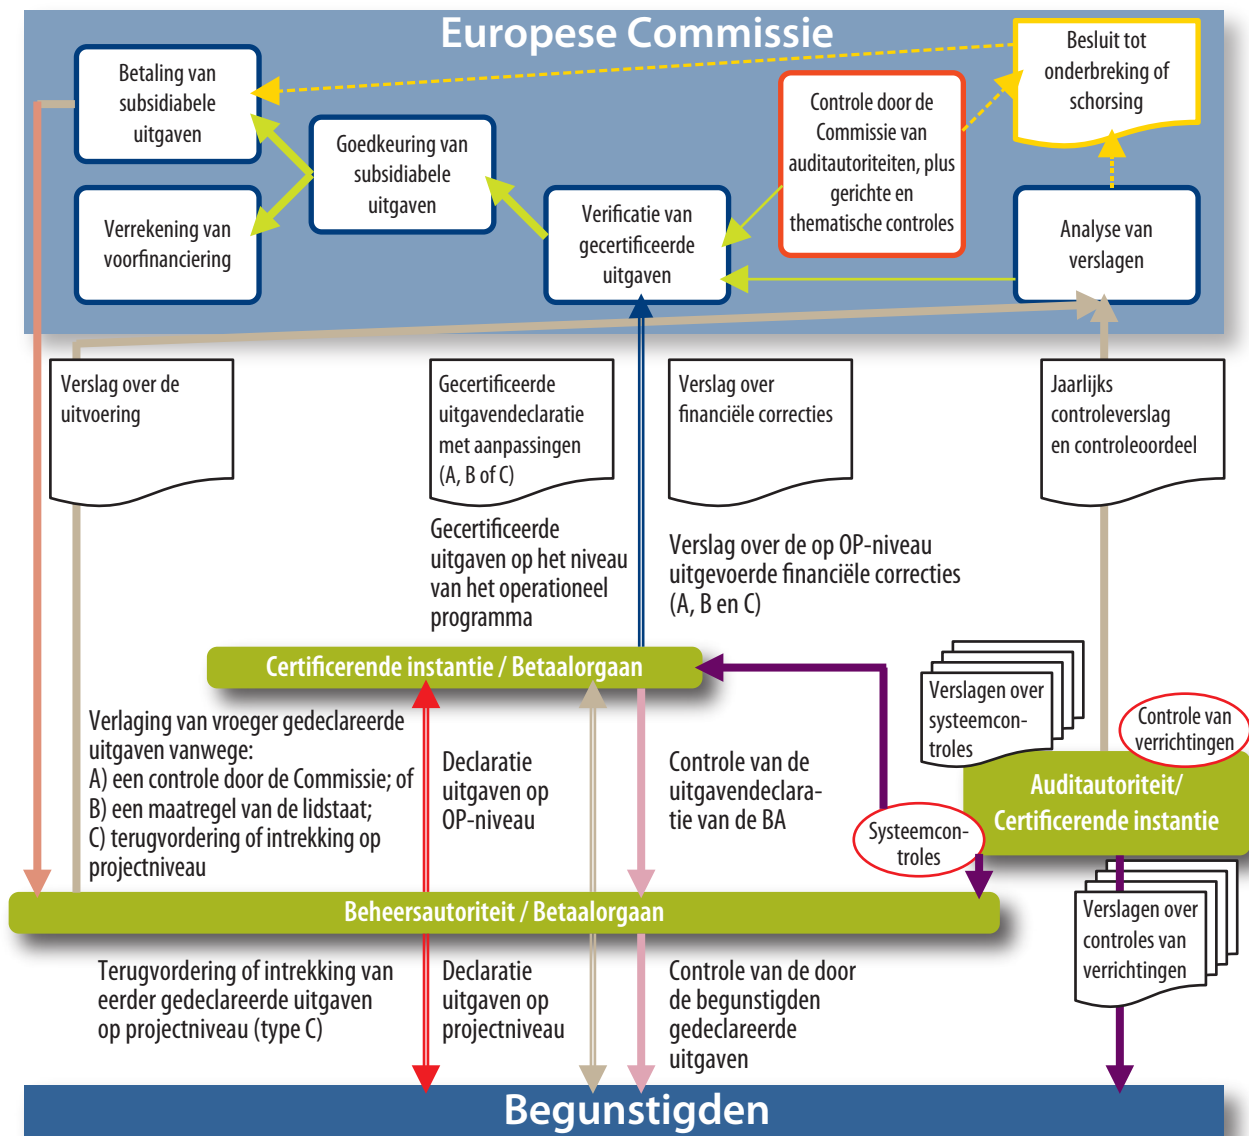 Europese Commissie
Betaling van
subsidiabele
uitgaven
Goedkeuring van
subsidiabele
uitgaven
Verrekening van
voorfinanciering
Verificatie van
gecertificeerde
uitgaven
Controle door de
Commissie van
auditautoriteiten, plus
gerichte en
thematische controles
Besluit tot
onderbreking of
schorsing
Analyse van
verslagen
Verslag over de
uitvoering
Gecertificeerde
uitgavendeclaratie
met aanpassingen
(A, B of C)
Verslag over
financiële correcties
Jaarlijks
controleverslag
en controleoordeel
Gecertificeerde
uitgaven op het niveau
van het operationeel
programma
Verslag over de op OP-niveau
uitgevoerde financiële correcties
(A, B en C)
Certificerende instantie / Betaalorgaan
Verlaging van vroeger gedeclareerde
uitgaven vanwege:
A) een controle door de Commissie; of
B) een maatregel van de lidstaat;
C) terugvordering of intrekking op
projectniveau
Declaratie
uitgaven op
OP-niveau
Controle van de
uitgavendeclara-
tie van de BA
Verslagen over
systeemcon-
troles
Controle van
verrichtingen
Auditautoriteit/
Certificerende instantie
Systeemcon-
troles
Beheersautoriteit / Betaalorgaan
Verslagen over
controles van
verrichtingen
Terugvordering of intrekking van
eerder gedeclareerde uitgaven
op projectniveau (type C)
Declaratie
uitgaven op
projectniveau
Controle van de door
de begunstigden
gedeclareerde
uitgaven
Begunstigden